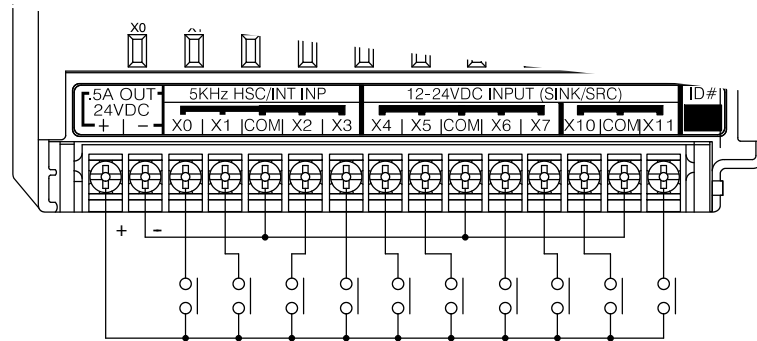 X0
.5A OUT
24VDC
+ | -
5KHz HSC/INT INP
X0 | X1 |COM| X2 | X3
12-24VDC INPUT (SINK/SRC)
X4 | X5 |COM| X6 | X7
X10|COM|X11
ID#
+ -